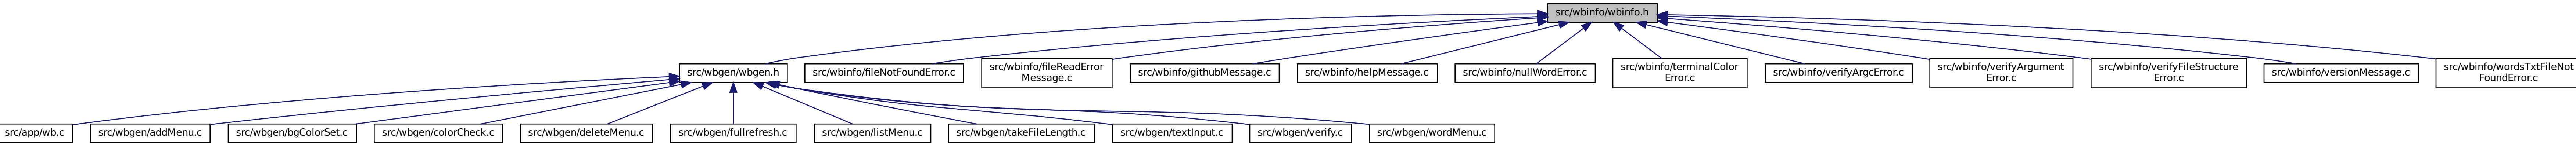 src/wbinfo/wbinfo.h
src/wbgen/wbgen.h
src/wbinfo/fileNotFoundError.c
src/wbinfo/fileReadError
Message.c
src/wbinfo/githubMessage.c
src/wbinfo/helpMessage.c
src/wbinfo/nullWordError.c
src/wbinfo/terminalColor
Error.c
src/wbinfo/verifyArgcError.c
src/wbinfo/verifyArgument
Error.c
src/wbinfo/verifyFileStructure
Error.c
src/wbinfo/versionMessage.c
src/wbinfo/wordsTxtFileNot
FoundError.c
src/app/wb.c
src/wbgen/addMenu.c
src/wbgen/bgColorSet.c
src/wbgen/colorCheck.c
src/wbgen/deleteMenu.c
src/wbgen/fullrefresh.c
src/wbgen/listMenu.c
src/wbgen/takeFileLength.c
src/wbgen/textInput.c
src/wbgen/verify.c
src/wbgen/wordMenu.c